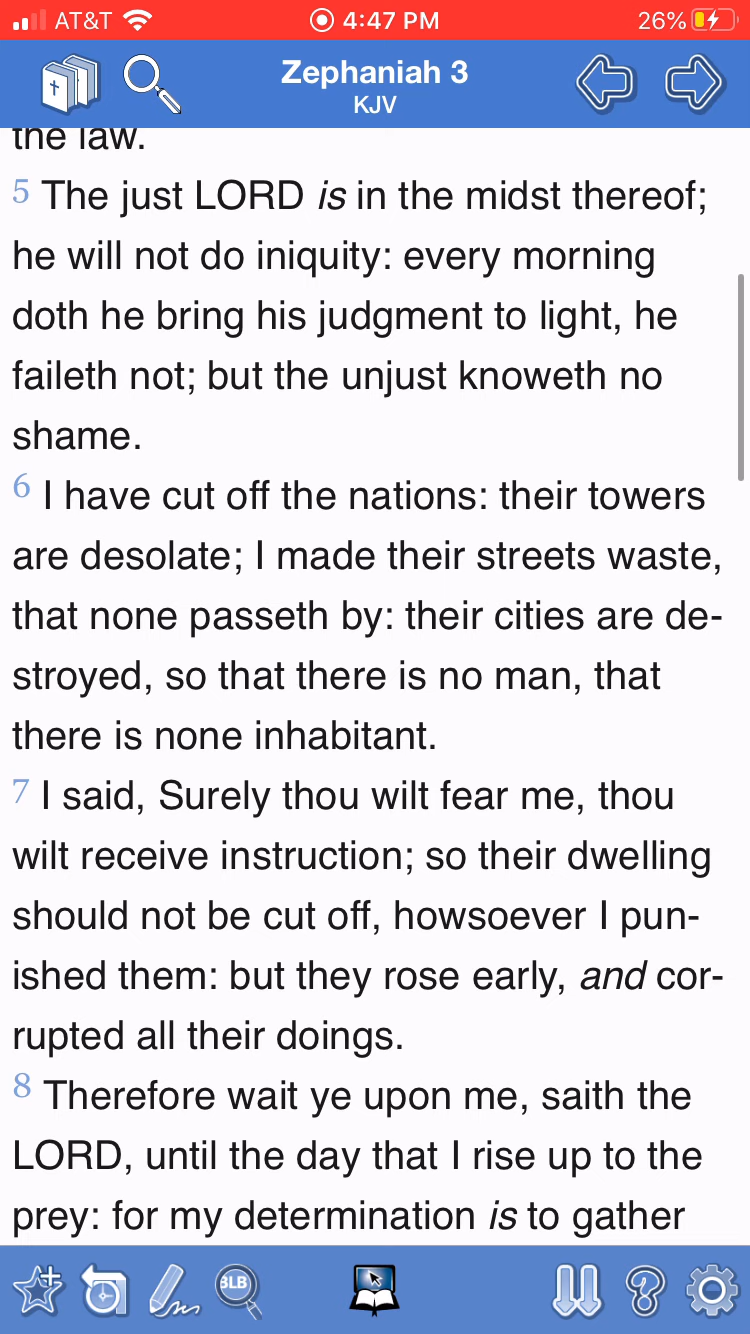 AT&T 4:47 PM 26%
Zephaniah 3
KJV
the law.
5 The just LORD is in the midst thereof;
he will not do iniquity: every morning
doth he bring his judgment to light, he
faileth not; but the unjust knoweth no
shame.
6 I have cut off the nations: their towers
are desolate; I made their streets waste,
that none passeth by: their cities are de-
stroyed, so that there is no man, that
there is none inhabitant.
7 I said, Surely thou wilt fear me, thou
wilt receive instruction; so their dwelling
should not be cut off, howsoever I pun-
ished them: but they rose early, and cor-
rupted all their doings.
8 Therefore wait ye upon me, saith the
LORD, until the day that I rise up to the
prey: for my determination is to gather
BLB